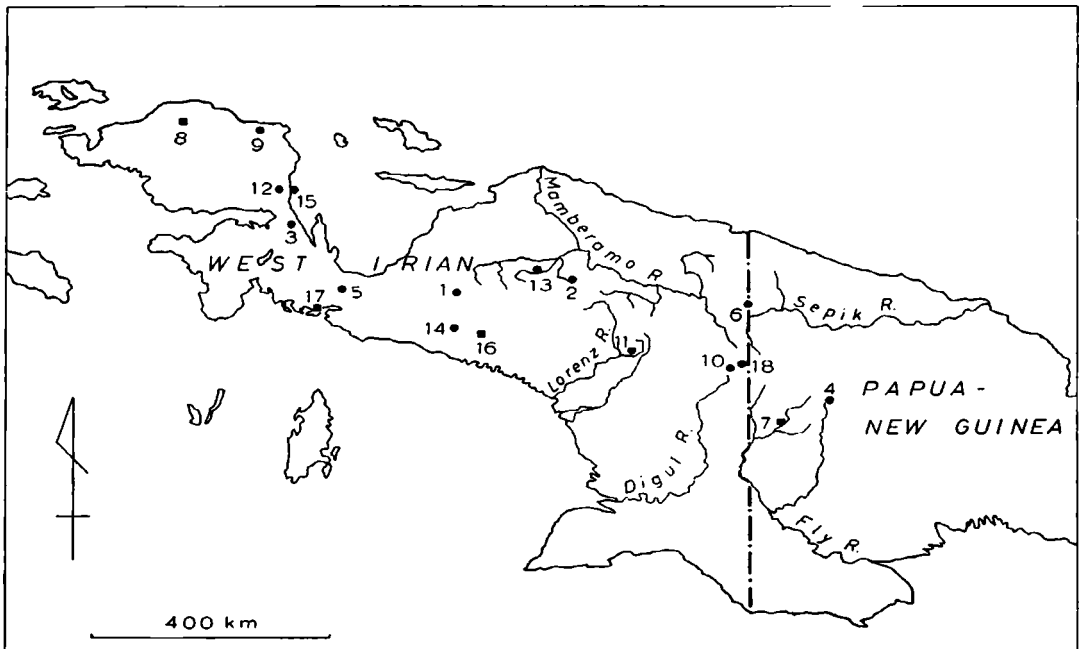 8
9
12
15
3
Mamberamo R.
WEST IRIAN
17
5
1
13
2
14
16
Lorenz R.
11
6
Sepik R.
10
18
4
7
PAPUA-
NEW GUINEA
Digul R.
Fly R.
400 km